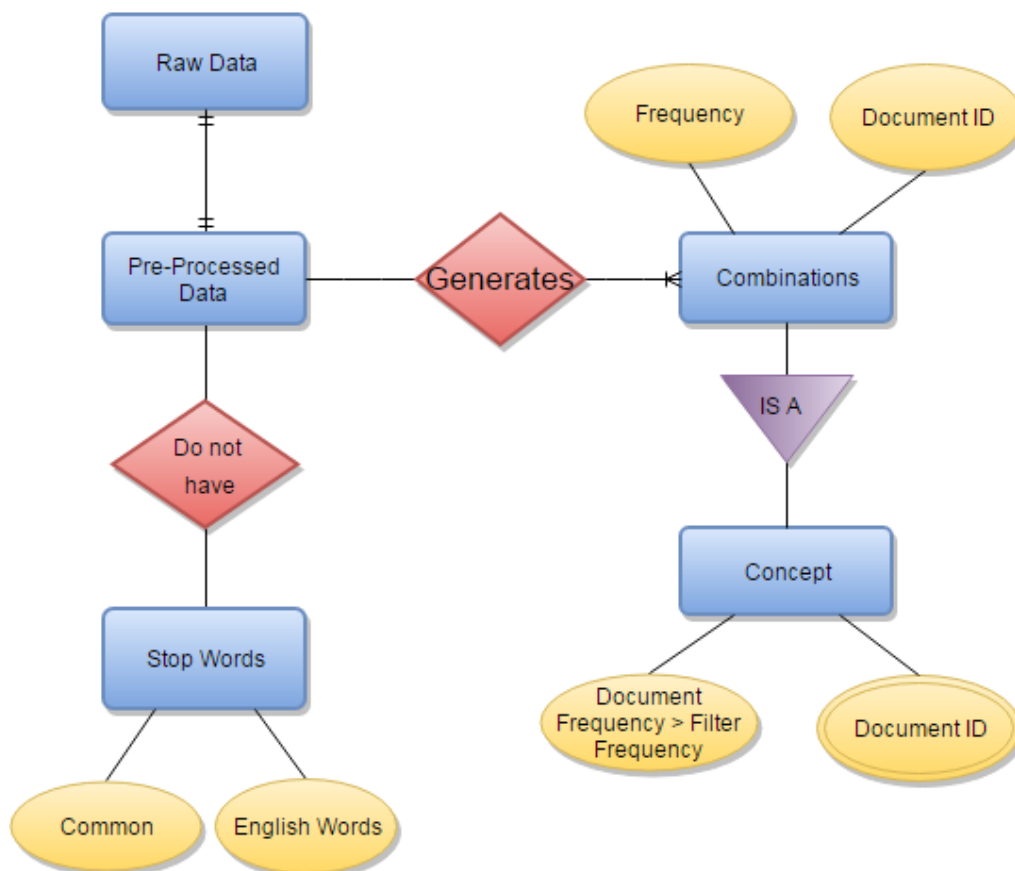 Raw Data
Frequency
Document ID
Pre-Processed
Data
Generates
Combinations
IS A
Do not
have
Concept
Stop Words
Document
Frequency > Filter
Frequency
Document ID
Common
English Words